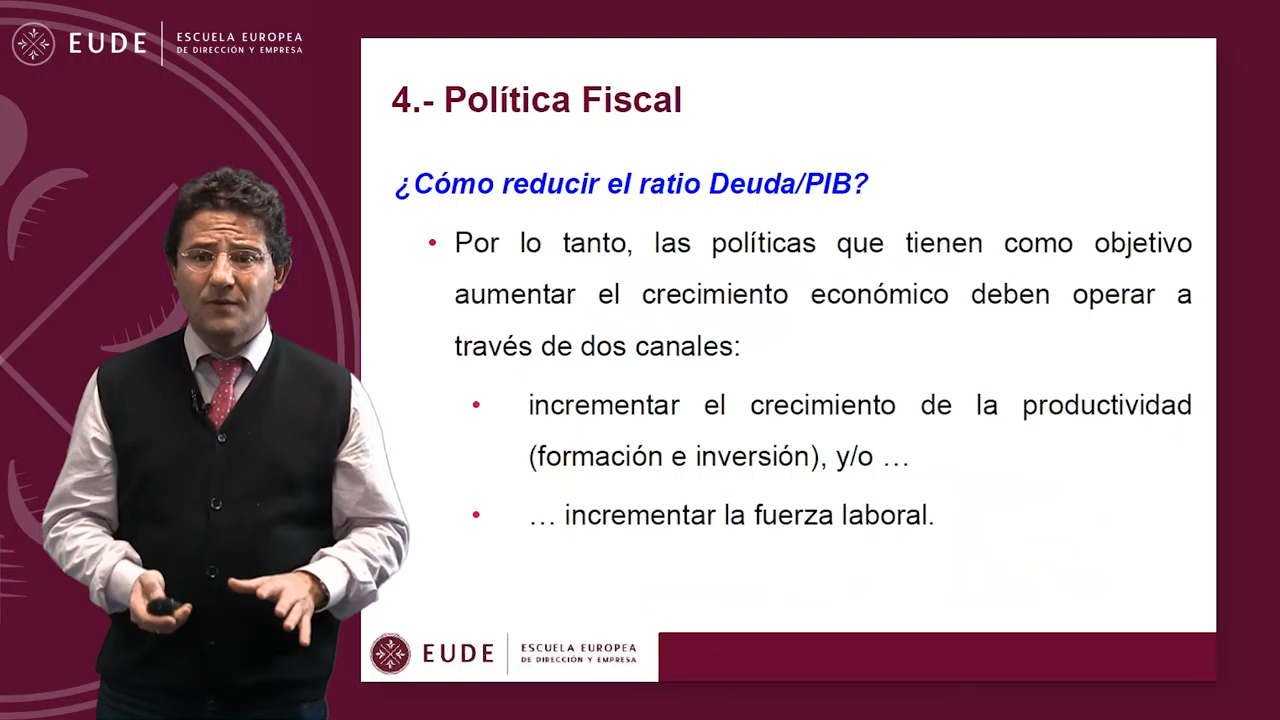 EUDE
ESCUELA EUROPEA
DE DIRECCIÓN Y EMPRESA
4.- Política Fiscal
¿Cómo reducir el ratio Deuda/PIB?
• Por lo tanto, las políticas que tienen como objetivo
aumentar el crecimiento económico deben operar a
través de dos canales:
• incrementar el crecimiento de la productividad
(formación e inversión), y/o …
• … incrementar la fuerza laboral.
EUDE
ESCUELA EUROPEA
DE DIRECCIÓN Y EMPRESA